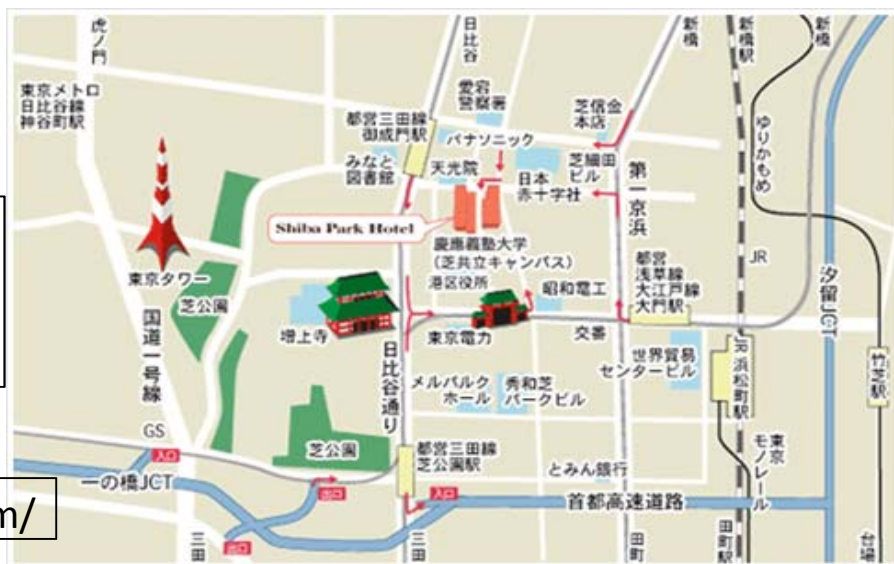 虎ノ門
日比谷
新橋
新橋駅
新橋
東京メトロ
日比谷線
神谷町駅
愛宕
警察署
都営三田線
御成門駅
芝信金
本店
パナソニック
みなと
図書館
天光院
日本
赤十字社
芝細田
ビル
第一京浜
ゆりかもめ
Shiba Park Hotel
慶應義塾大学
(芝共立キャンパス)
港区役所
都営
浅草線
大江戸線
大門駅
JR
東京タワー
芝公園
増上寺
昭和電工
汐留JCT
国道一号線
日比谷通り
東京電力
交番
世界貿易
センタービル
JR浜松町駅
竹芝駅
メルパルク
ホール
秀和芝
パークビル
GS
入口
芝公園
都営三田線
芝公園駅
とみん銀行
東京
モノレール
一の橋JCT
出口
入口
首都高速道路
m/
出口
三田
三田
田町
田町駅
台場